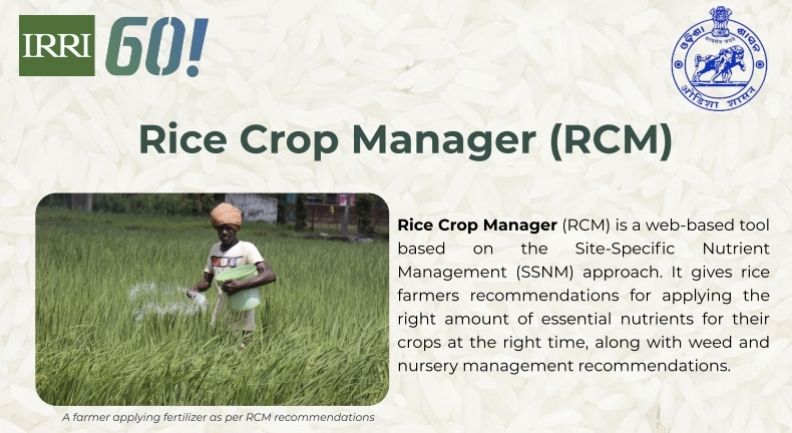 IRRI 60!
ଓଡ଼ିଶା ଶାସନ
ओडिशा शासन
Rice Crop Manager (RCM)
Rice Crop Manager (RCM) is a web-based tool
based on the Site-Specific Nutrient
Management (SSNM) approach. It gives rice
farmers recommendations for applying the
right amount of essential nutrients for their
crops at the right time, along with weed and
nursery management recommendations.
A farmer applying fertilizer as per RCM recommendations